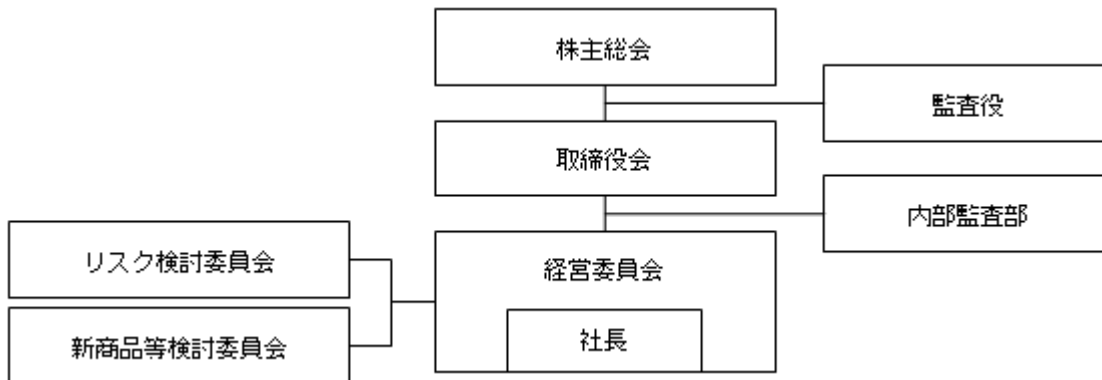 株主総会
監査役
取締役会
内部監査部
リスク検討委員会
経営委員会
社長
新商品等検討委員会